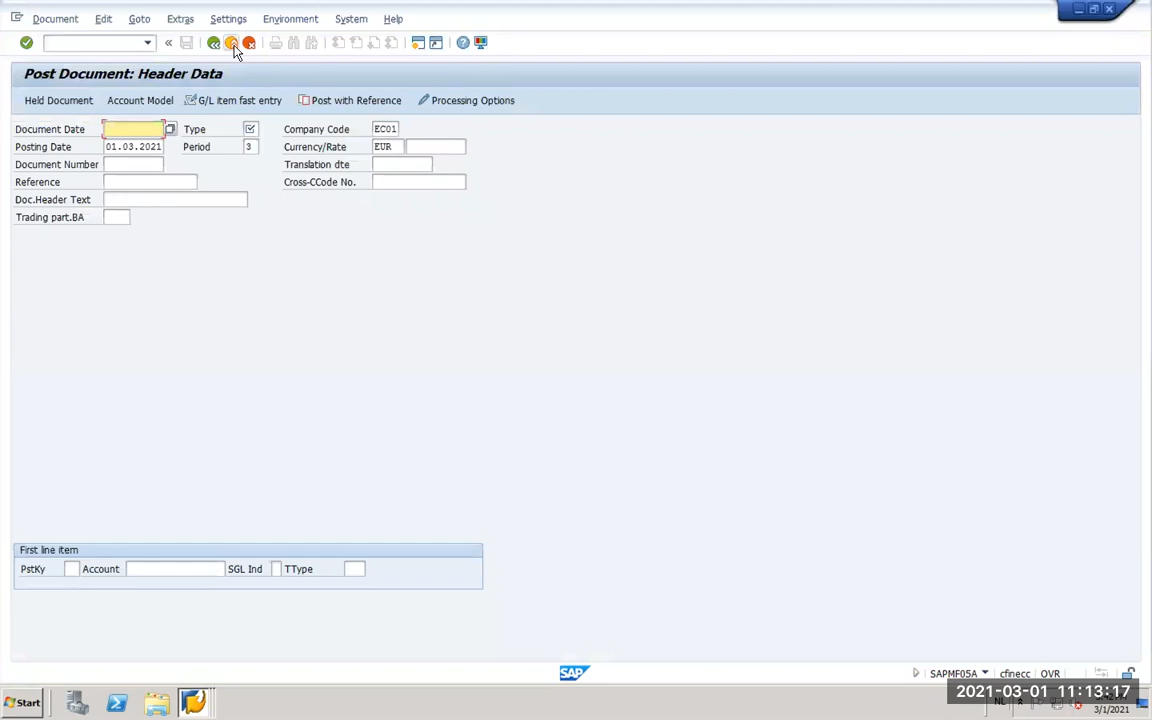 Document Edit Goto Extras Settings Environment System Help
Post Document: Header Data
Held Document Account Model G/L item fast entry Post with Reference Processing Options
Document Date Type Company Code EC01
Posting Date 01.03.2021 Period 3 Currency/Rate EUR
Document Number Translation dte
Reference Cross-CCode No.
Doc.Header Text
Trading part.BA
First line item
PstKy Account SGL Ind TType
SAP
SAPMF05A cfinecc OVR
2021-03-01 11:13:17
Start NL 3/1/2021